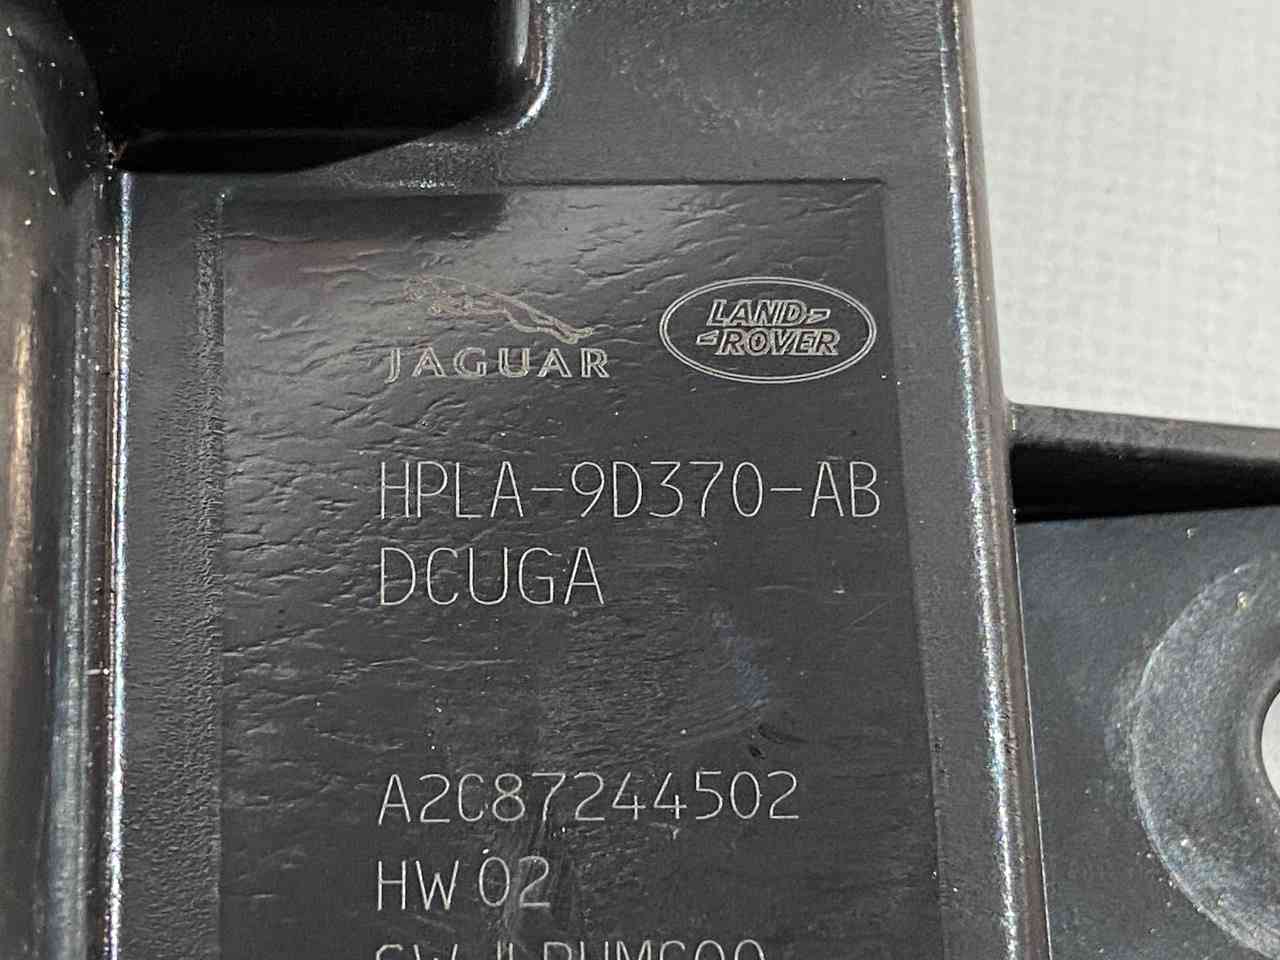 JAGUAR
LAND
ROVER
HPLA-9D370-AB
DCUGA
A2C87244502
HW 02